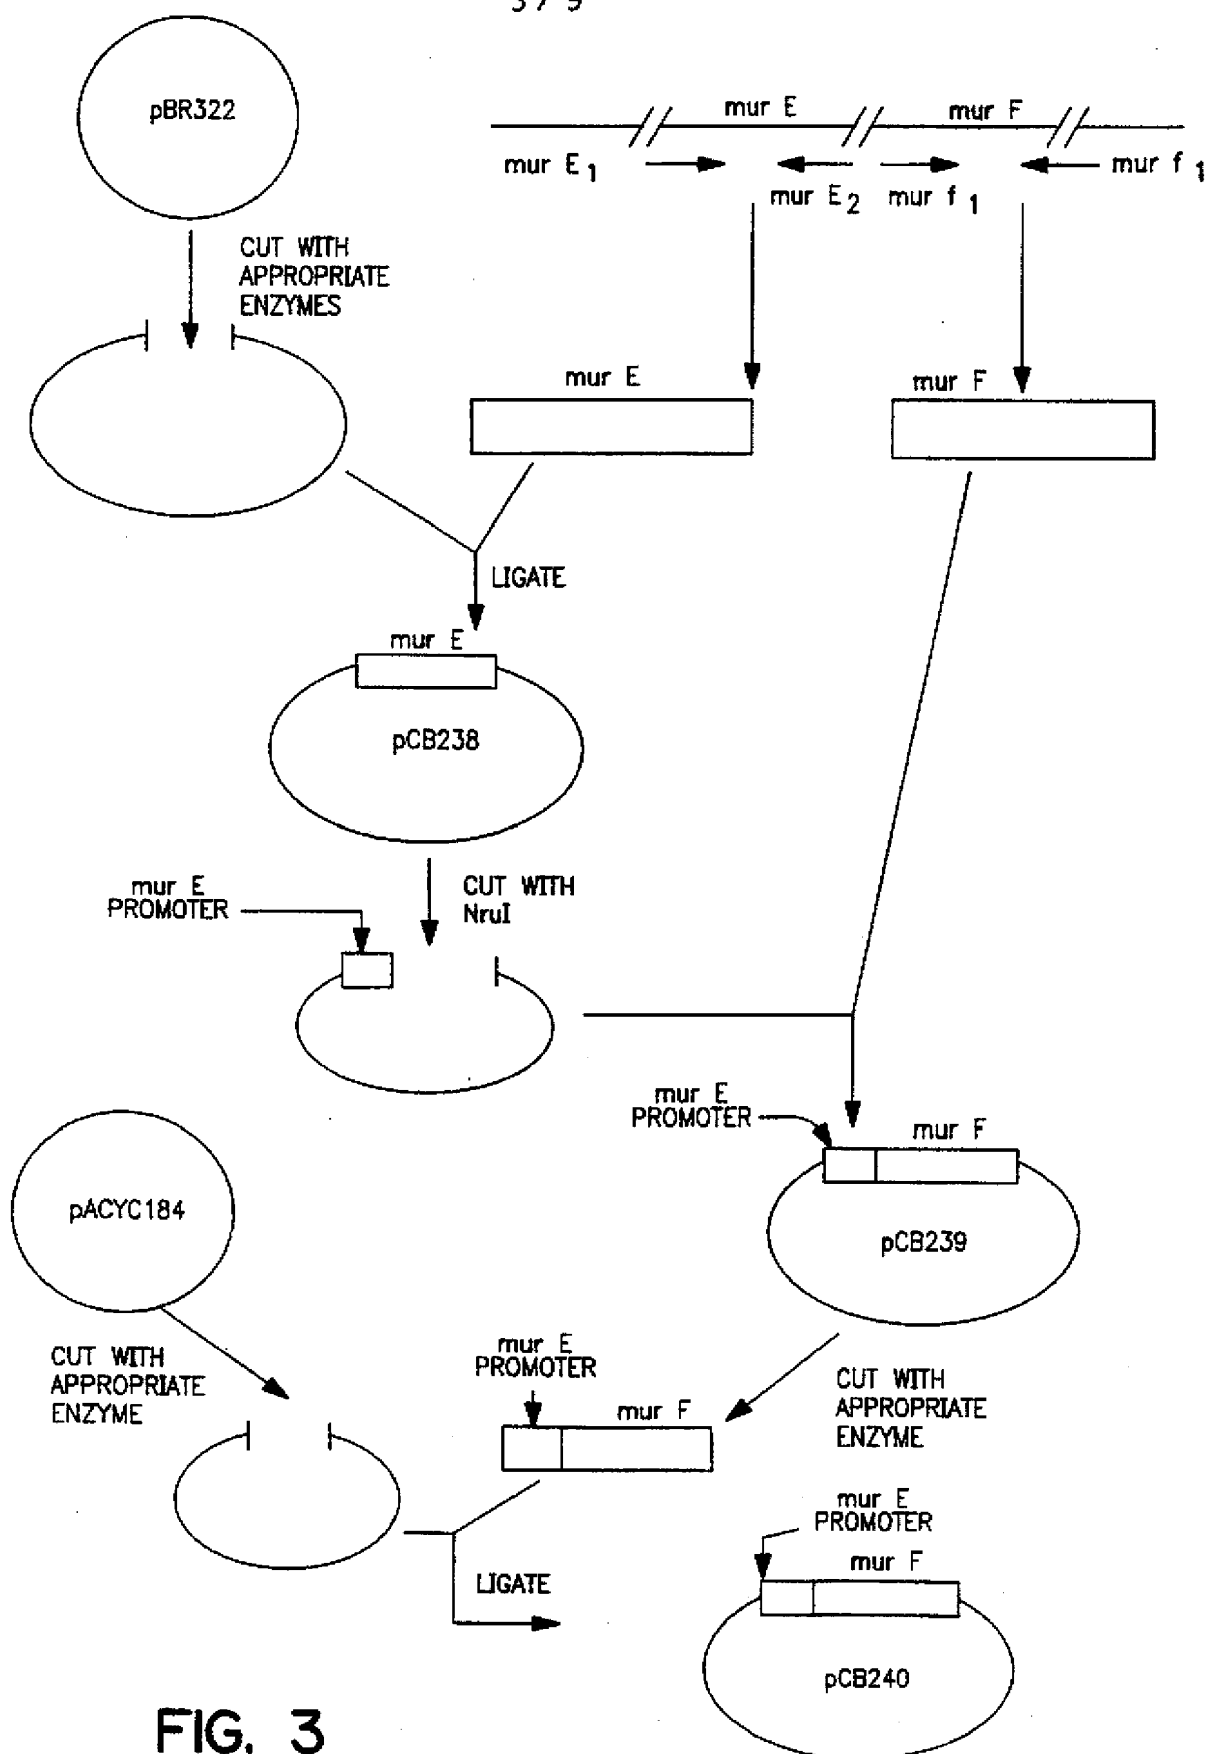 3/9
pBR322
mur E
mur F
mur E1
mur f1
mur E2
mur f1
CUT WITH
APPROPRIATE
ENZYMES
mur E
mur F
LIGATE
mur E
pCB238
mur E
PROMOTER
CUT WITH
NruI
mur E
PROMOTER
mur F
pACYC184
pCB239
CUT WITH
APPROPRIATE
ENZYME
mur E
PROMOTER
mur F
CUT WITH
APPROPRIATE
ENZYME
mur E
PROMOTER
mur F
LIGATE
pCB240
FIG. 3